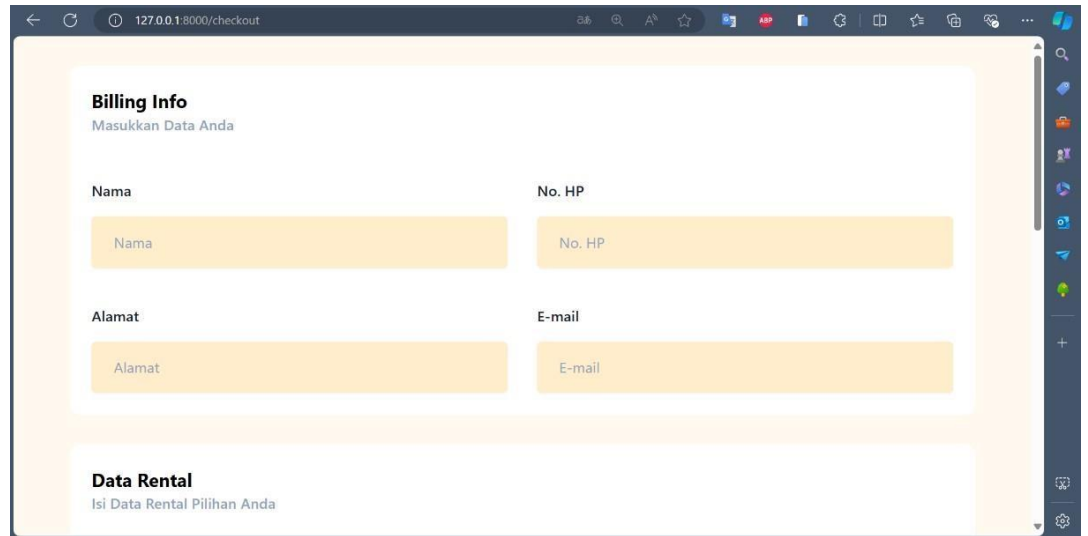 127.0.0.1:8000/checkout
ABP
Billing Info
Masukkan Data Anda
Nama
No. HP
Nama
No. HP
Alamat
E-mail
Alamat
E-mail
Data Rental
Isi Data Rental Pilihan Anda